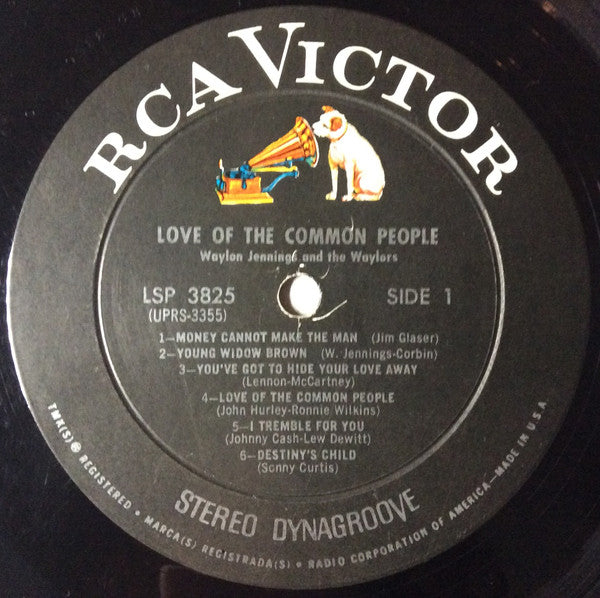 RCA VICTOR
LOVE OF THE COMMON PEOPLE
Waylon Jennings and the Waylors
LSP 3825 SIDE 1
(UPRS-3355)
1—MONEY CANNOT MAKE THE MAN (Jim Glaser)
2—YOUNG WIDOW BROWN (W. Jennings-Corbin)
3—YOU'VE GOT TO HIDE YOUR LOVE AWAY
(Lennon-McCartney)
4—LOVE OF THE COMMON PEOPLE
(John Hurley-Ronnie Wilkins)
5—I TREMBLE FOR YOU
(Johnny Cash-Lew Dewitt)
6—DESTINY'S CHILD
(Sonny Curtis)
STEREO DYNAGROOVE
TMK(S) ® REGISTERED • MARCA(S) REGISTRADA(S) • RADIO CORPORATION OF AMERICA—MADE IN U.S.A.